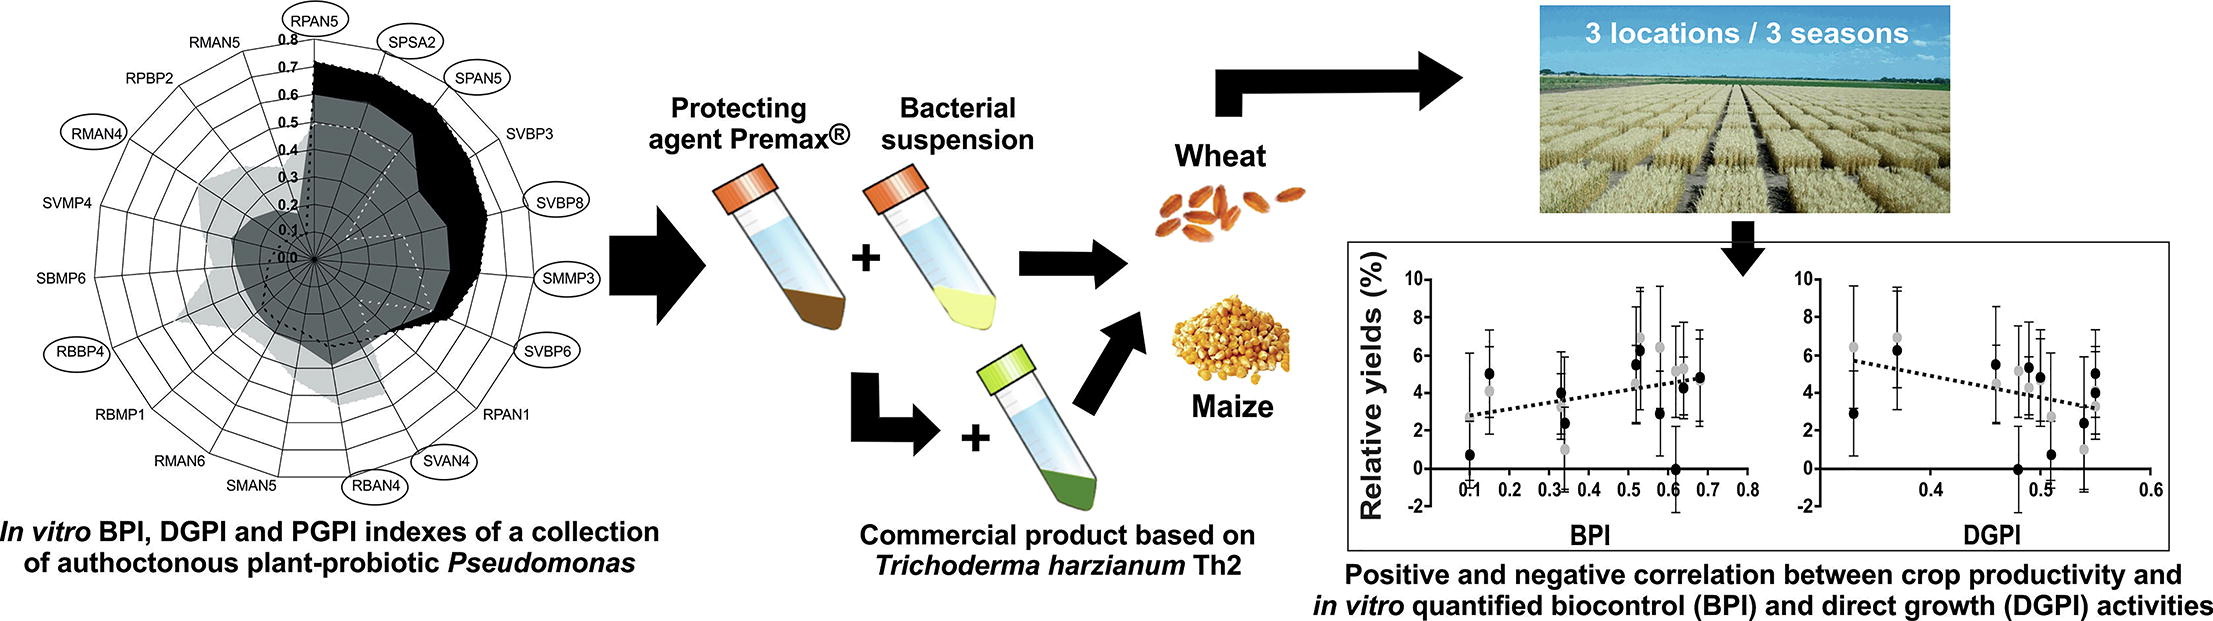 RPAN5
SPSA2
SPAN5
SVBP3
SVBP8
SMMP3
SVBP6
RPAN1
SVAN4
RBAN4
SMAN5
RMAN6
RBMP1
RBBP4
SBMP6
SVMP4
RMAN4
RPBP2
RMAN5
0.8
0.7
0.6
0.5
0.4
0.3
0.2
0.1
0.0
In vitro BPI, DGPI and PGPI indexes of a collection
of authoctonous plant-probiotic Pseudomonas
Protecting
agent Premax®
+
Bacterial
suspension
+
Commercial product based on
Trichoderma harzianum Th2
Wheat
Maize
3 locations / 3 seasons
Relative yields (%)
10
8
6
4
2
0
-2
0.1 0.2 0.3 0.4 0.5 0.6 0.7 0.8
BPI
10
8
6
4
2
0
-2
0.4 0.5 0.6
DGPI
Positive and negative correlation between crop productivity and
in vitro quantified biocontrol (BPI) and direct growth (DGPI) activities